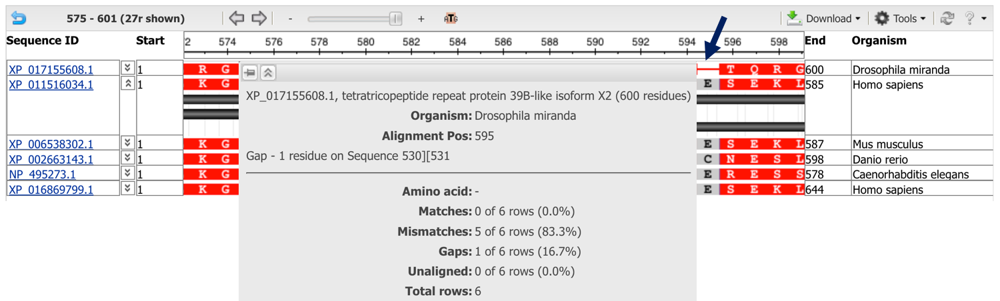 575 - 601 (27r shown) - + ATG Download Tools ?
Sequence ID Start 2 574 576 578 580 582 584 586 588 590 592 594 596 598 End Organism
XP_017155608.1 1 R G T Q R G 600 Drosophila miranda
XP_011516034.1 1 K G E S E K L 585 Homo sapiens
XP_017155608.1, tetratricopeptide repeat protein 39B-like isoform X2 (600 residues)
Organism: Drosophila miranda
Alignment Pos: 595
XP_006538302.1 1 K G E S E K L 587 Mus musculus
Gap - 1 residue on Sequence 530][531
XP_002663143.1 1 K G C N E S L 598 Danio rerio
NP_495273.1 1 K G E R E S S 578 Caenorhabditis elegans
XP_016869799.1 1 K G E S E K L 644 Homo sapiens
Amino acid: -
Matches: 0 of 6 rows (0.0%)
Mismatches: 5 of 6 rows (83.3%)
Gaps: 1 of 6 rows (16.7%)
Unaligned: 0 of 6 rows (0.0%)
Total rows: 6